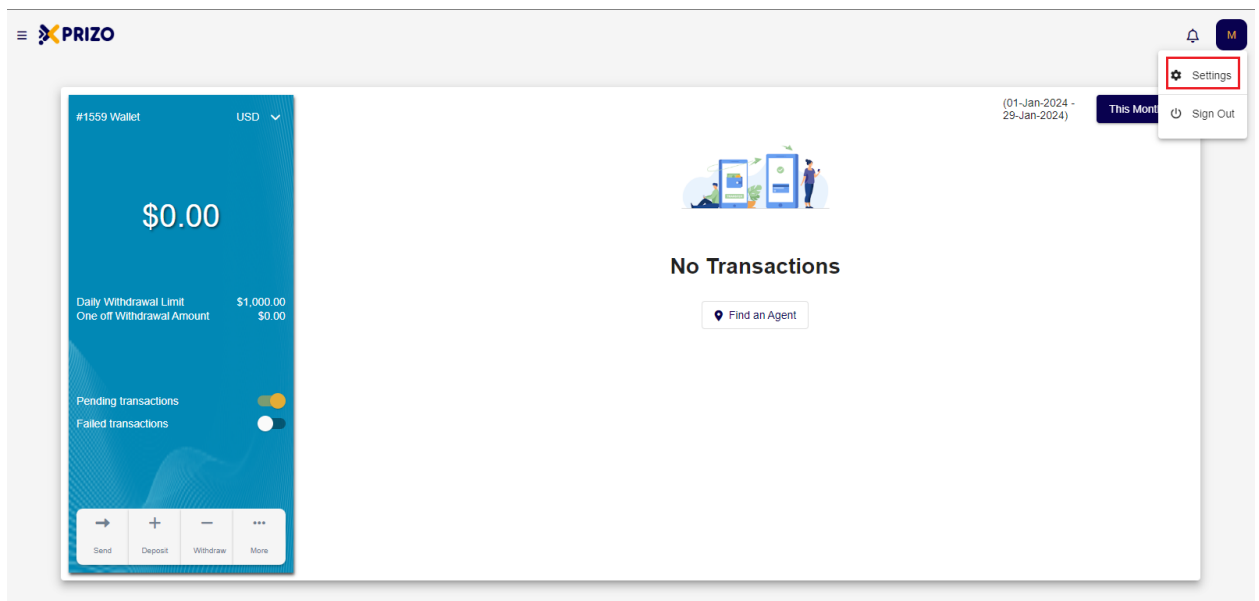 XPRIZO
M
Settings
Sign Out
#1559 Wallet USD
(01-Jan-2024 -
29-Jan-2024)
This Mont
$0.00
No Transactions
Find an Agent
Daily Withdrawal Limit $1,000.00
One off Withdrawal Amount $0.00
Pending transactions
Failed transactions
Send Deposit Withdraw More